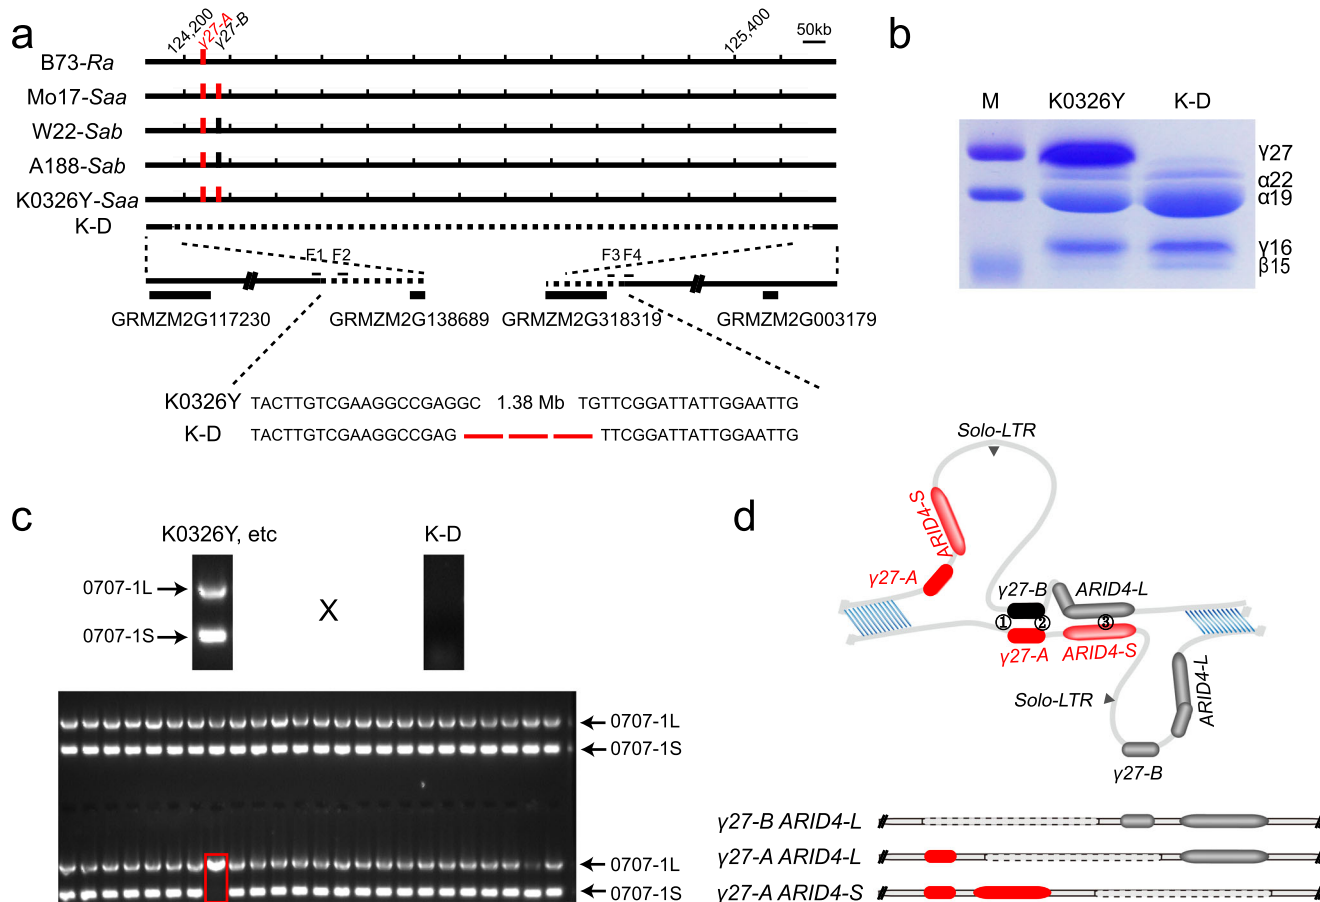 a
124,200
γ27-A
γ27-B
125,400
50kb
B73-Ra
Mo17-Saa
W22-Sab
A188-Sab
K0326Y-Saa
K-D
F1 F2
F3 F4
GRMZM2G117230 GRMZM2G138689 GRMZM2G318319 GRMZM2G003179
K0326Y TACTTGTCGAAGGCCGAGGC 1.38 Mb TGTTCGGATTATTGGAATTG
K-D TACTTGTCGAAGGCCGAG TTCGGATTATTGGAATTG
b
M K0326Y K-D
γ27
α22
α19
γ16
β15
c
K0326Y, etc K-D
0707-1L
X
0707-1S
0707-1L
0707-1S
0707-1L
0707-1S
d
Solo-LTR
ARID4-S
γ27-A
γ27-B ARID4-L
① ② ③
γ27-A ARID4-S
Solo-LTR
ARID4-L
γ27-B
γ27-B ARID4-L
γ27-A ARID4-L
γ27-A ARID4-S